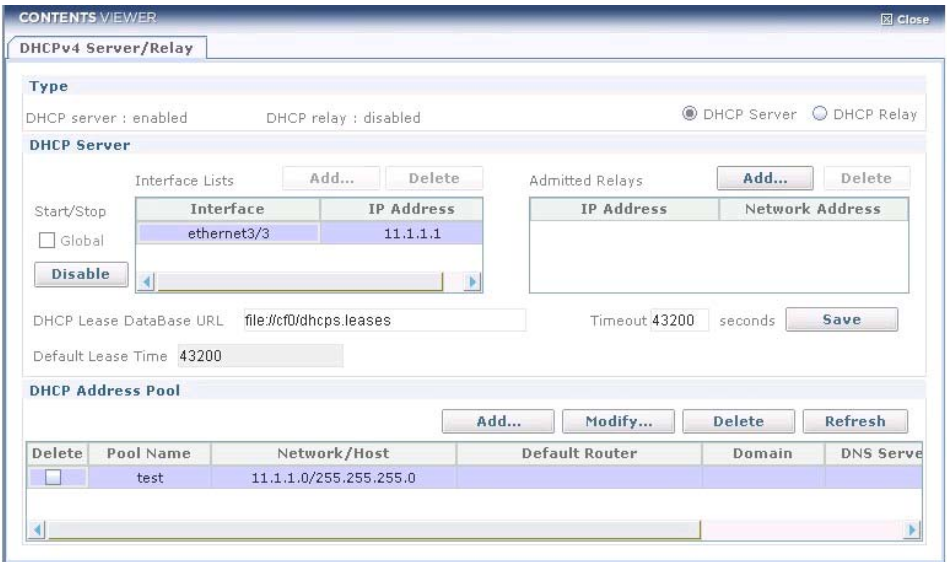 CONTENTS VIEWER
Close
DHCPv4 Server/Relay
Type
DHCP server : enabled DHCP relay : disabled DHCP Server DHCP Relay
DHCP Server
Interface Lists Add... Delete Admitted Relays Add... Delete
Start/Stop
Interface IP Address IP Address Network Address
Global
ethernet3/3 11.1.1.1
Disable
DHCP Lease DataBase URL file://cf0/dhcps.leases Timeout 43200 seconds Save
Default Lease Time 43200
DHCP Address Pool
Add... Modify... Delete Refresh
Delete Pool Name Network/Host Default Router Domain DNS Serve
test 11.1.1.0/255.255.255.0